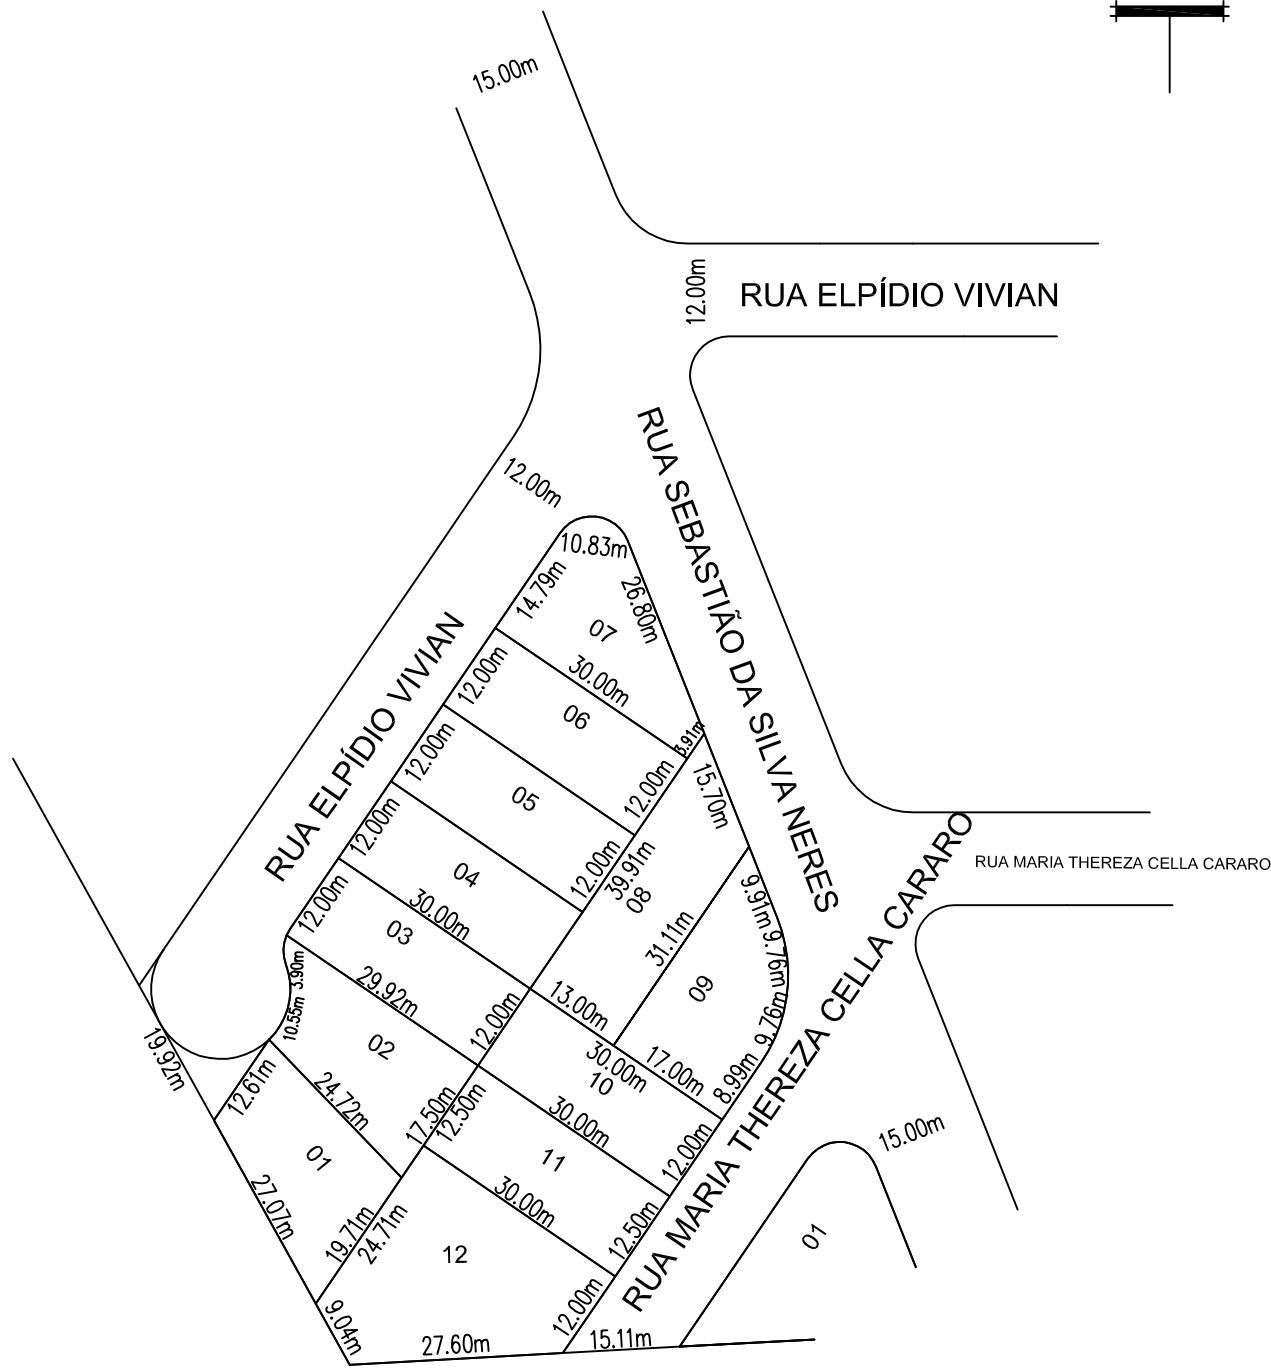 15.00m
12.00m
RUA ELPÍDIO VIVIAN
RUA SEBASTIÃO DA SILVA NERES
12.00m
10.83m
14.79m
26.80m
07
RUA ELPÍDIO VIVIAN
12.00m
30.00m
06
3.91m
12.00m
05
12.00m
15.70m
12.00m
04
12.00m
39.91m
08
RUA MARIA THEREZA CELLA CARARO
12.00m
30.00m
03
31.11m
9.91m
9.76m
3.90m
29.92m
13.00m
09
10.55m
9.76m
19.92m
02
12.00m
30.00m
10
17.00m
8.99m
12.61m
24.72m
17.50m
12.50m
30.00m
RUA MARIA THEREZA CELLA CARARO
15.00m
01
11
12.00m
27.07m
30.00m
19.71m
24.71m
12.50m
01
12
9.04m
27.60m
12.00m
15.11m